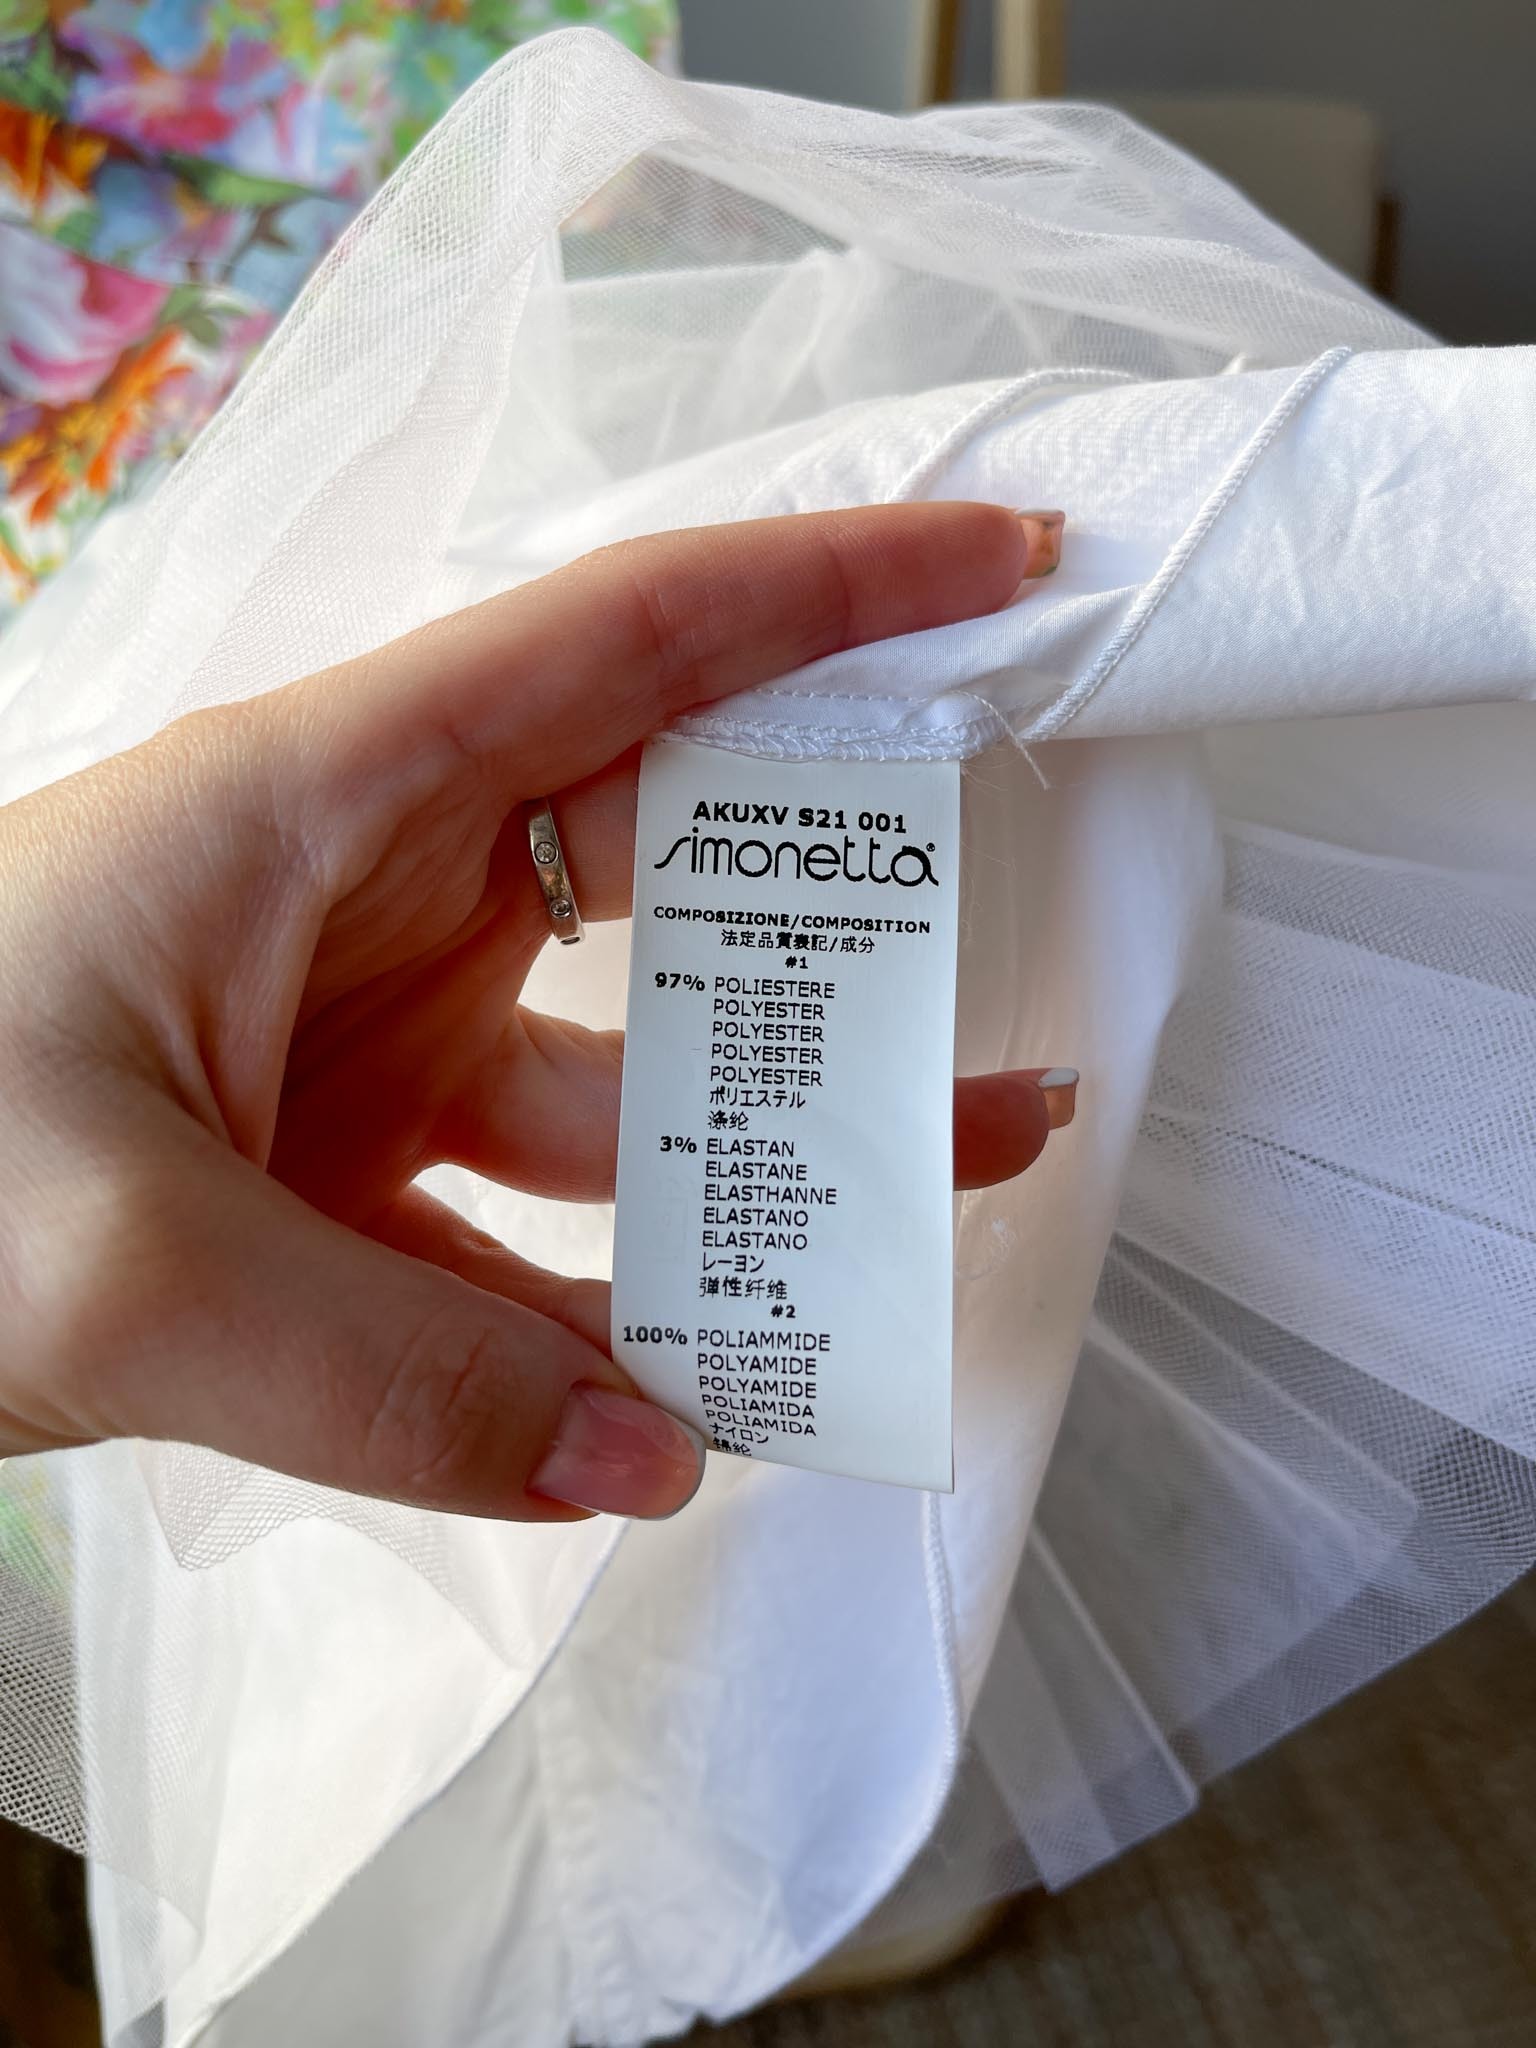 AKUXV S21 001
simonetta®
COMPOSIZIONE/COMPOSITION
法定品質表記/成分
#1
97% POLIESTERE
POLYESTER
POLYESTER
POLYESTER
POLYESTER
ポリエステル
涤纶
3% ELASTAN
ELASTANE
ELASTHANNE
ELASTANO
ELASTANO
レーヨン
弹性纤维
#2
100% POLIAMMIDE
POLYAMIDE
POLYAMIDE
POLIAMIDA
POLIAMIDA
ナイロン
锦纶